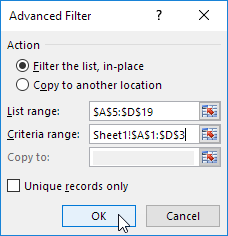 Advanced Filter
Action
Filter the list, in-place
Copy to another location
List range: $A$5:$D$19
Criteria range: Sheet1!$A$1:$D$3
Copy to:
Unique records only
OK Cancel